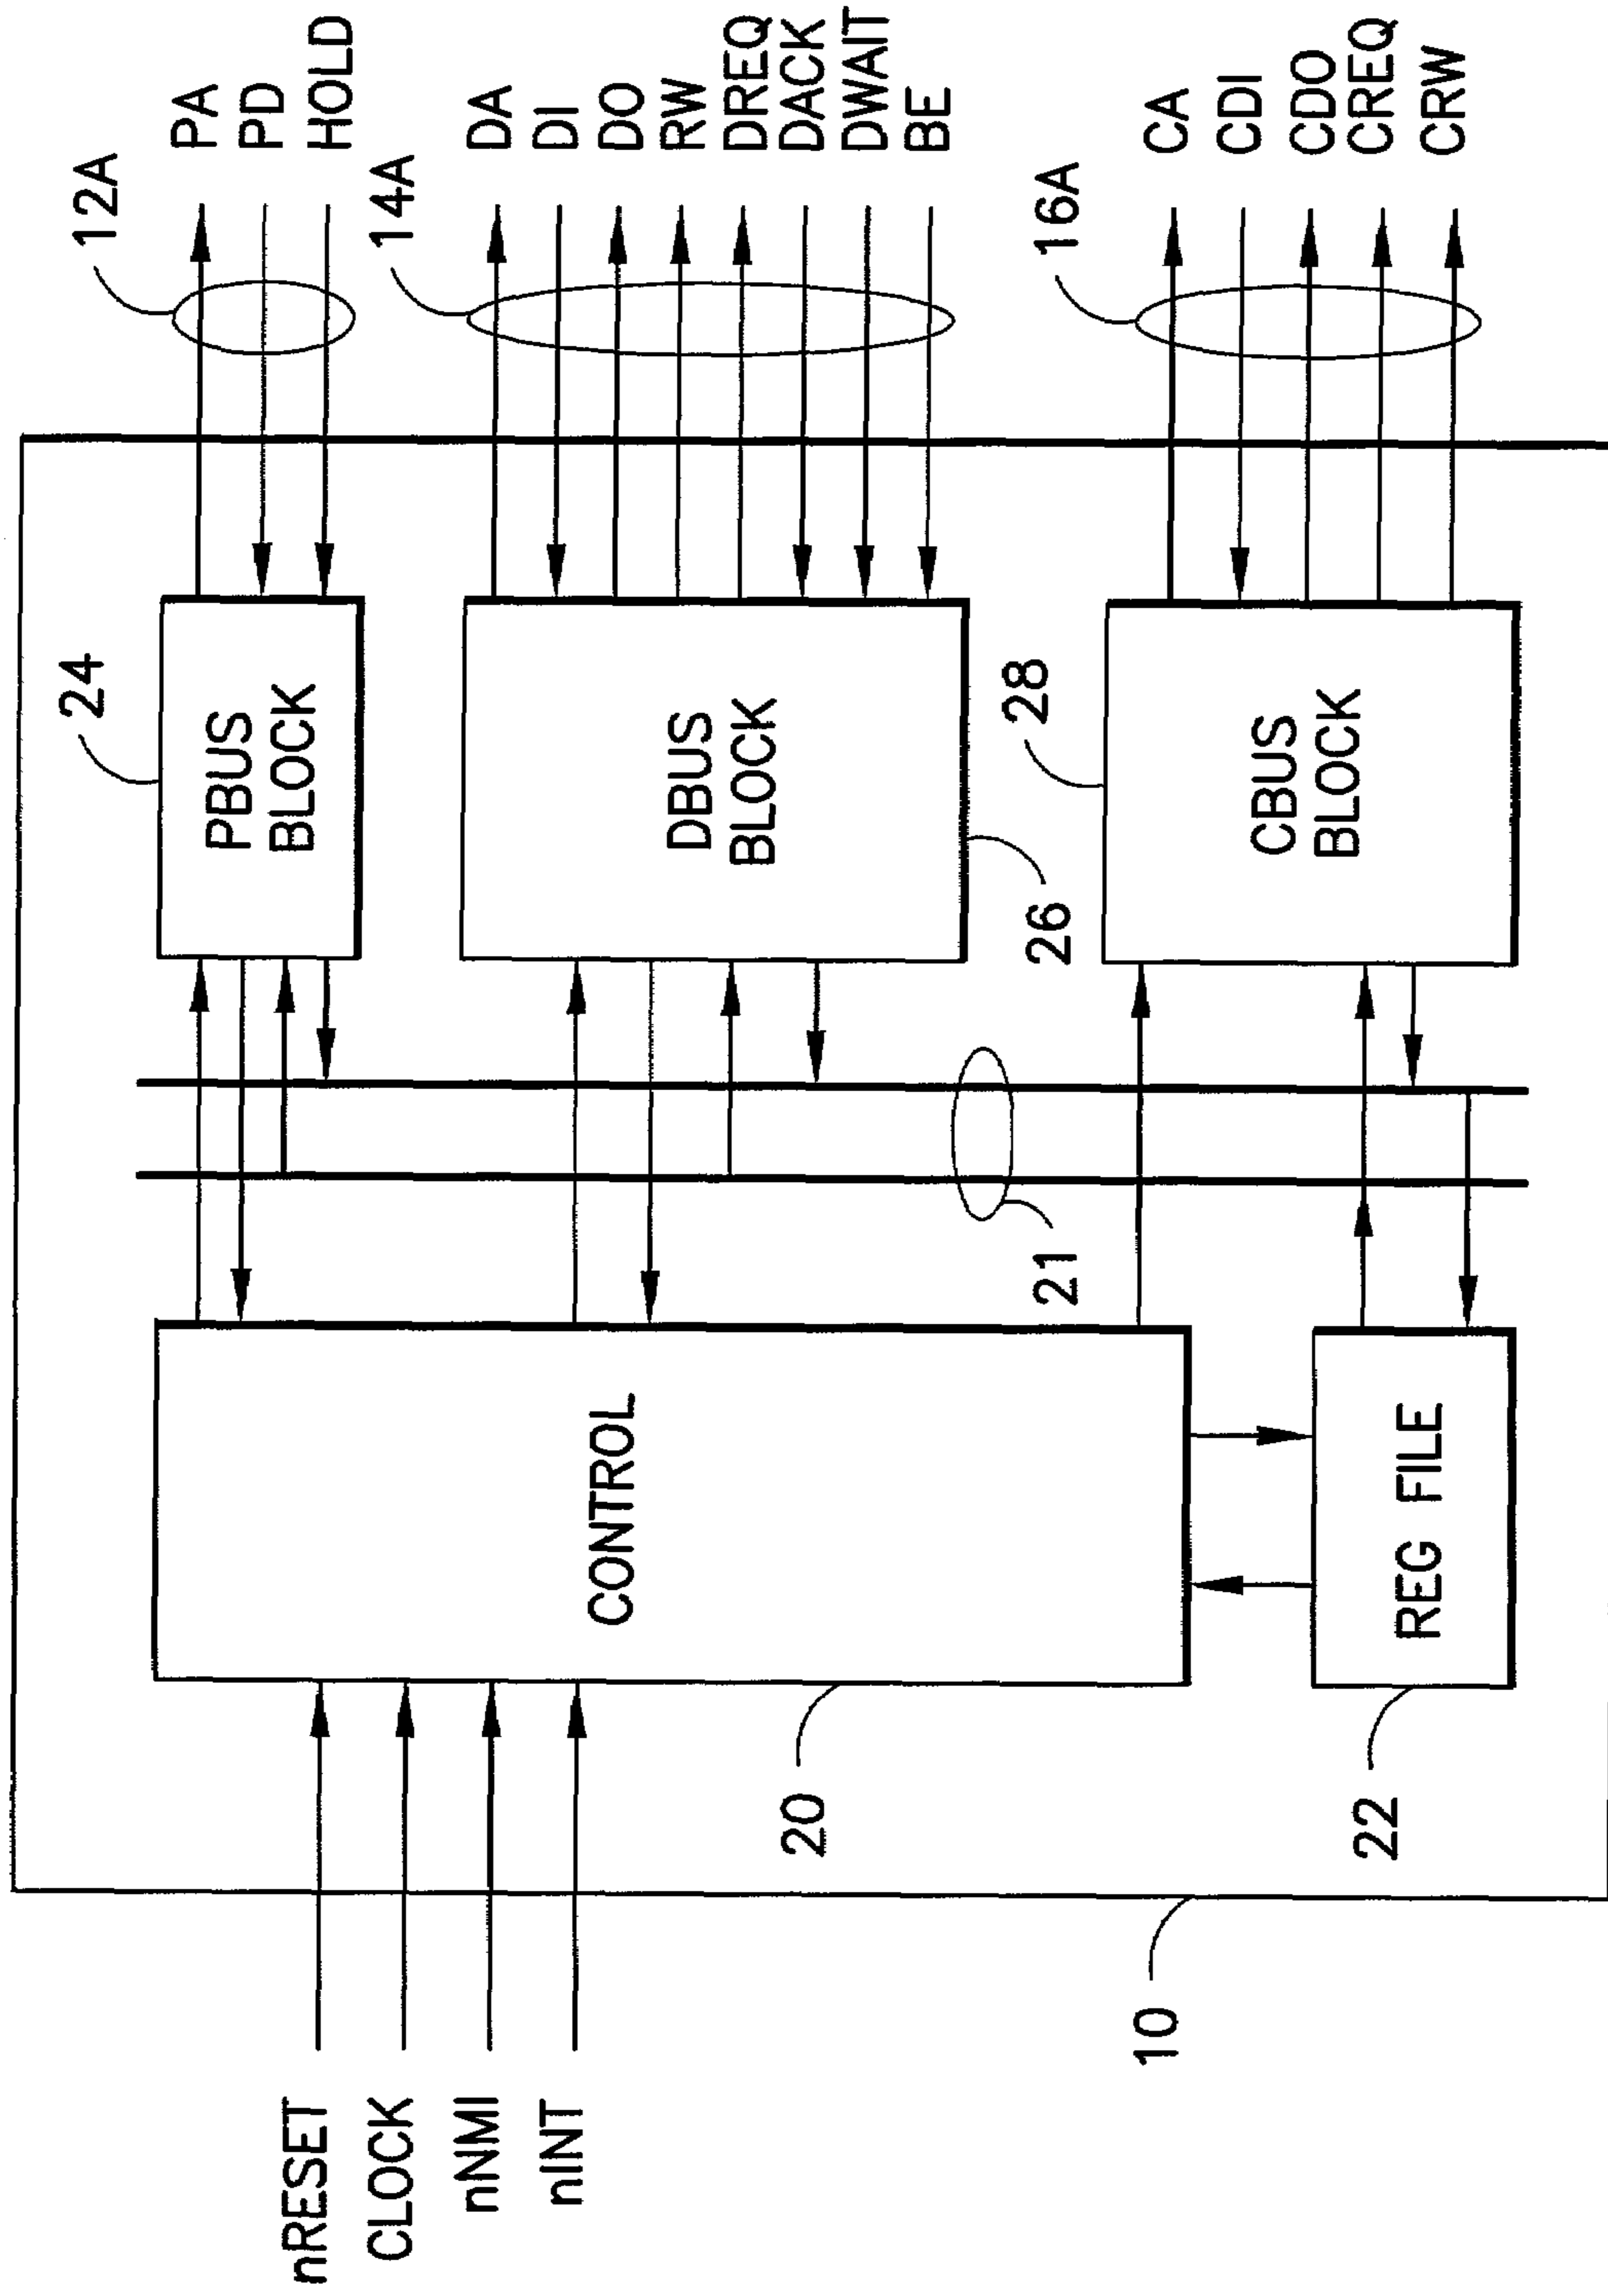 nRESET
CLOCK
nNMI
nINT
10
CONTROL
20
REG FILE
22
21
PBUS
BLOCK
24
DBUS
BLOCK
26
CBUS
BLOCK
28
12A
PA
PD
HOLD
14A
DA
DI
DO
RW
DREQ
DACK
DWAIT
BE
16A
CA
CDI
CDO
CREQ
CRW